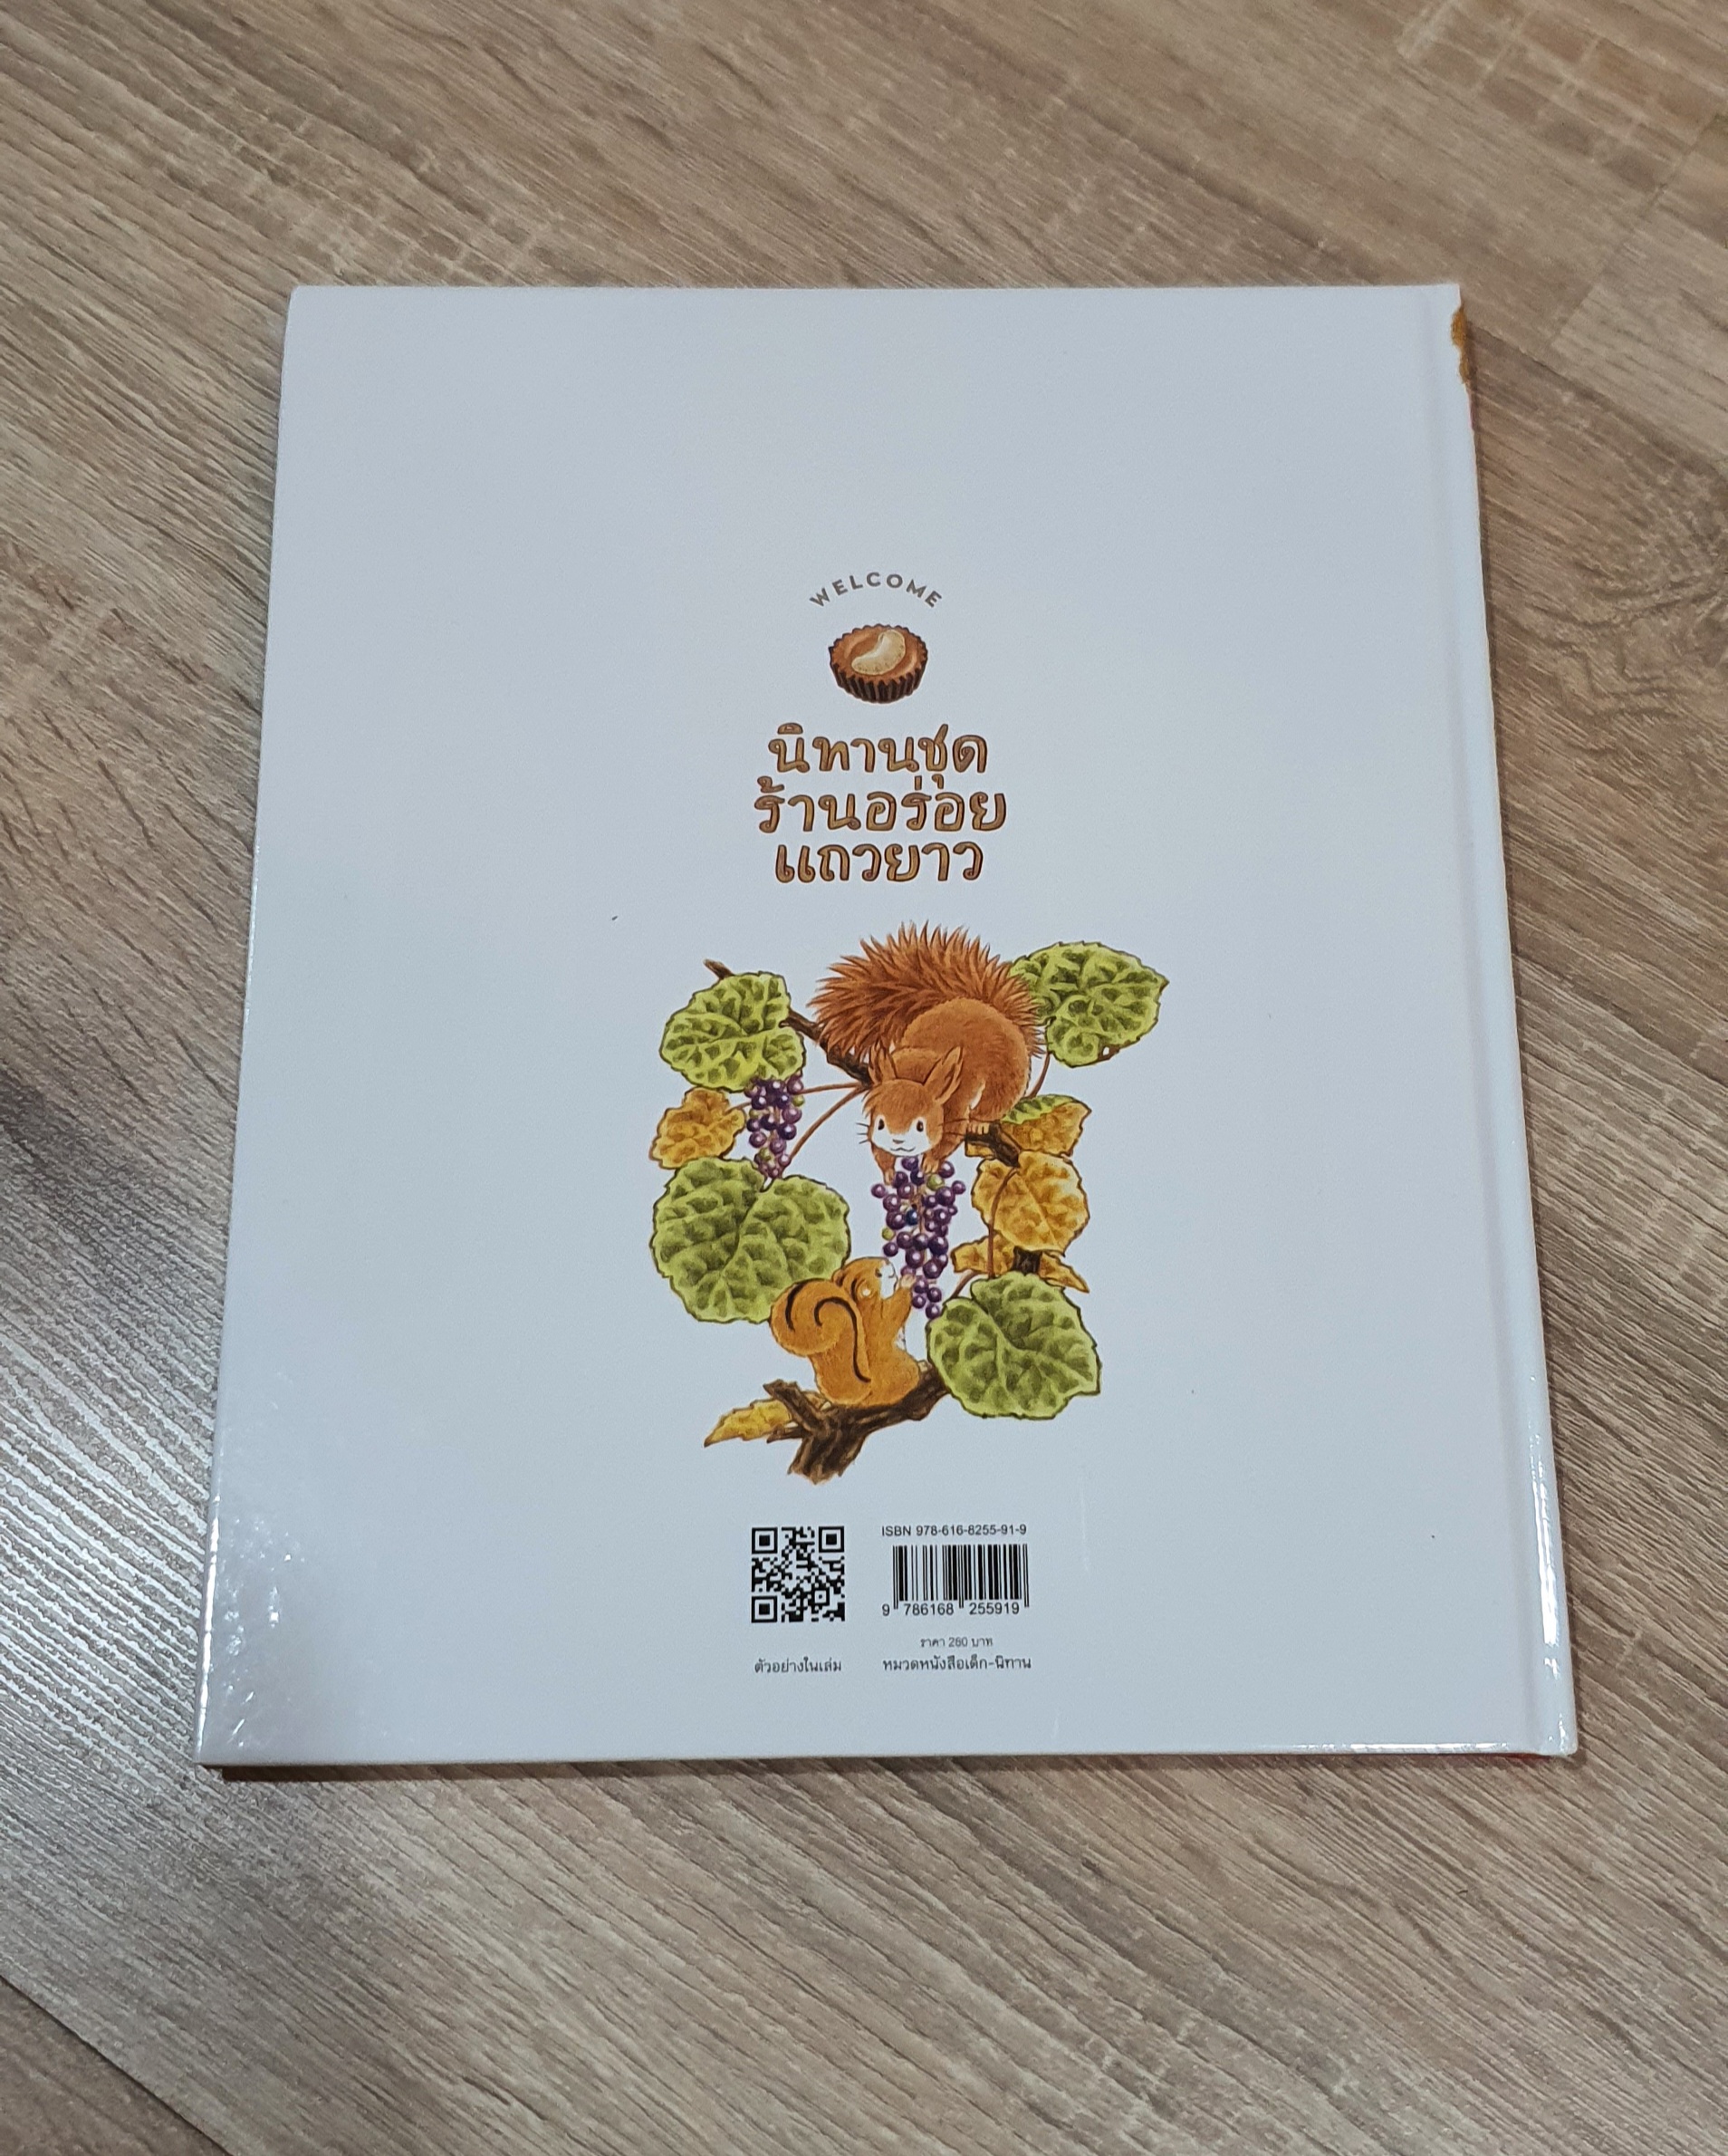 WELCOME
นิทานชุด
ร้านอร่อย
แถวยาว
ISBN 978-616-8255-91-9
9 786168 255919
ราคา 260 บาท
ตัวอย่างในเล่ม
หมวดหนังสือเด็ก-นิทาน